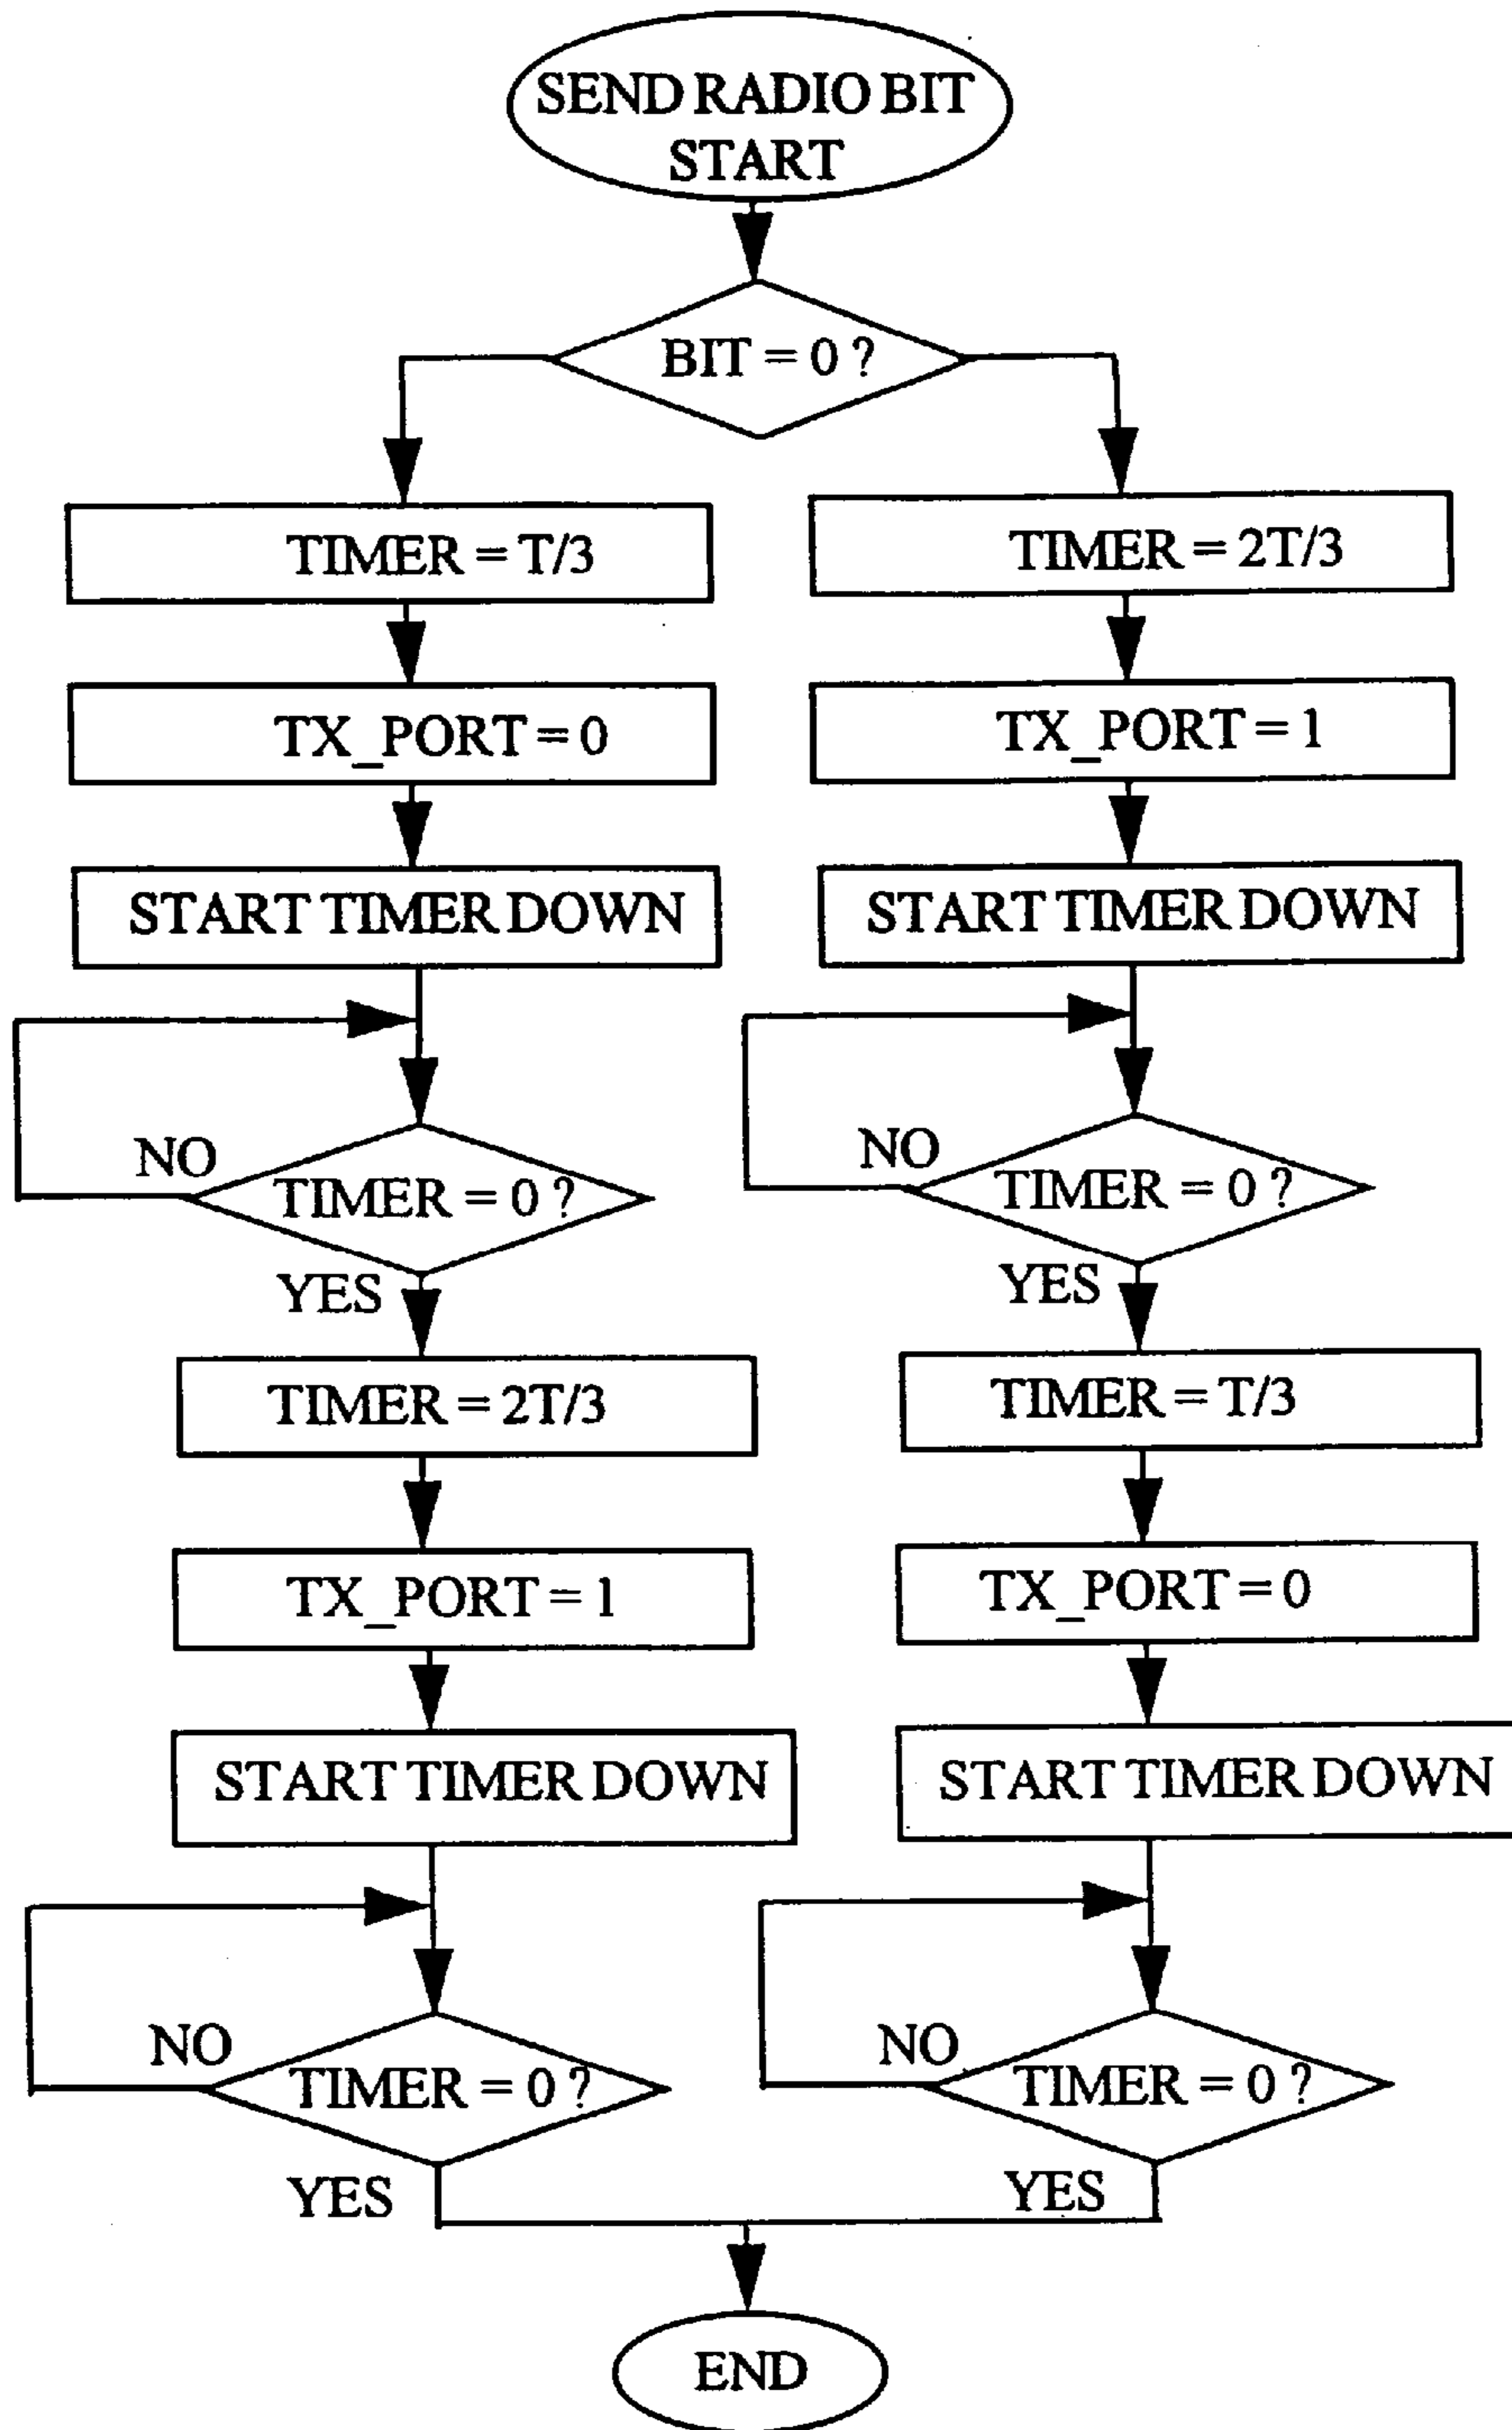 SEND RADIO BIT
START
BIT = 0 ?
TIMER = T/3
TIMER = 2T/3
TX_PORT = 0
TX_PORT = 1
START TIMER DOWN
START TIMER DOWN
NO
TIMER = 0 ?
YES
NO
TIMER = 0 ?
YES
TIMER = 2T/3
TIMER = T/3
TX_PORT = 1
TX_PORT = 0
START TIMER DOWN
START TIMER DOWN
NO
TIMER = 0 ?
YES
NO
TIMER = 0 ?
YES
END